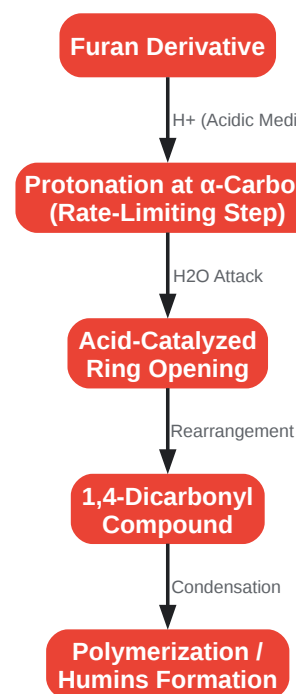 Furan Derivative
H+ (Acidic Medi
Protonation at α-Carbo
(Rate-Limiting Step)
H2O Attack
Acid-Catalyzed
Ring Opening
Rearrangement
1,4-Dicarbonyl
Compound
Condensation
Polymerization /
Humins Formation